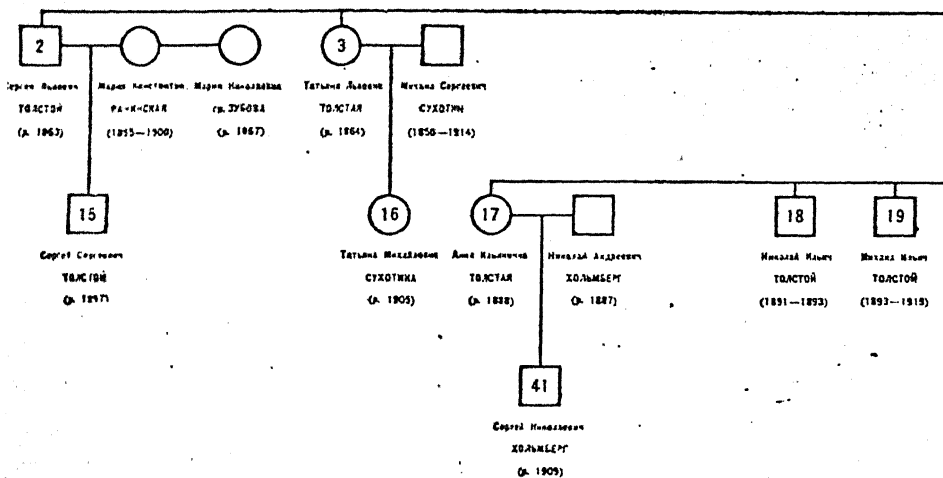 2
3
Сергей Львович
ТОЛСТОЙ
(р. 1863)
Мария Константин.
РАЧИНСКАЯ
(1865—1900)
Мария Николаевна
гр. ЗУБОВА
(р. 1867)
Татьяна Львовна
ТОЛСТАЯ
(р. 1864)
Михаил Сергеевич
СУХОТИН
(1850—1914)
15
16
17
18
19
Сергей Сергеевич
ТОЛСТОЙ
(р. 1897)
Татьяна Михайловна
СУХОТИНА
(р. 1905)
Анна Ильинична
ТОЛСТАЯ
(р. 1888)
Николай Андреевич
ХОЛЬМБЕРГ
(р. 1887)
Николай Ильич
ТОЛСТОЙ
(1891—1893)
Михаил Ильич
ТОЛСТОЙ
(1893—1919)
41
Сергей Николаевич
ХОЛЬМБЕРГ
(р. 1909)